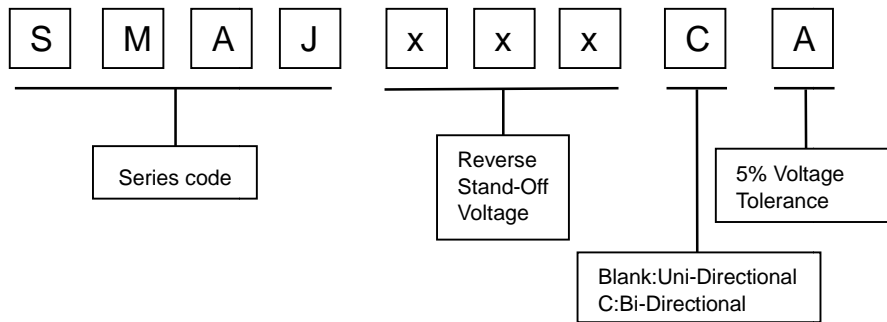 S M A J x x x C A
Series code
Reverse
Stand-Off
Voltage
5% Voltage
Tolerance
Blank:Uni-Directional
C:Bi-Directional